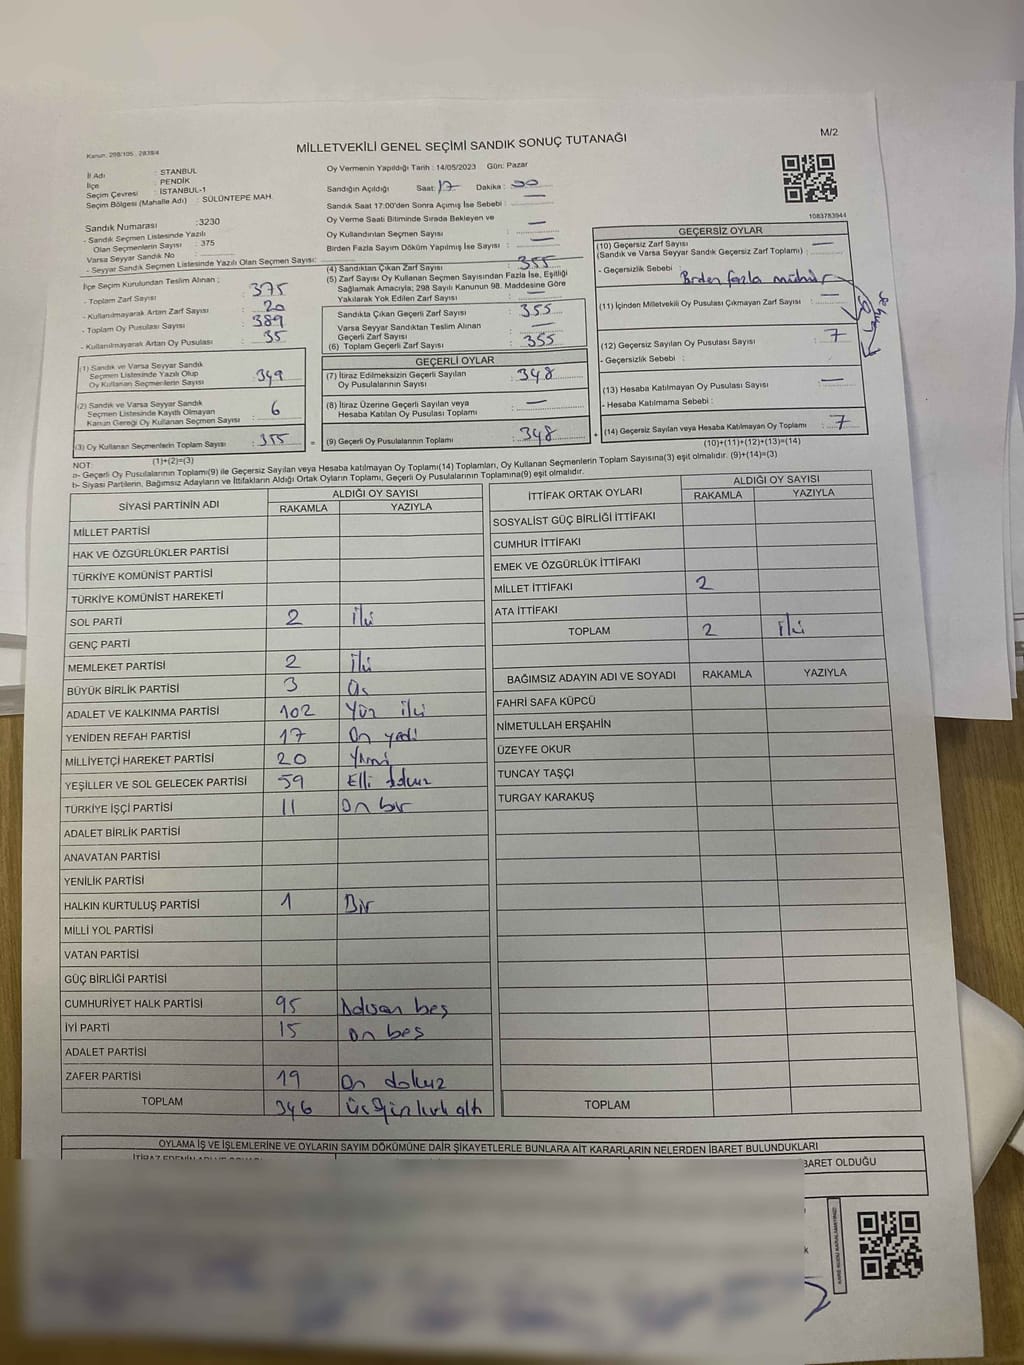 Kanun: 298/105 , 2839/4
MİLLETVEKİLİ GENEL SEÇİMİ SANDIK SONUÇ TUTANAĞI
M/2
İl Adı : STANBUL
İlçe : PENDİK
Seçim Çevresi : İSTANBUL-1
Seçim Bölgesi (Mahalle Adı) : SÜLÜNTEPE MAH.
Sandık Numarası : 3230
- Sandık Seçmen Listesinde Yazılı
Olan Seçmenlerin Sayısı : 375
Varsa Seyyar Sandık No :
- Seyyar Sandık Seçmen Listesinde Yazılı Olan Seçmen Sayısı:
Oy Vermenin Yapıldığı Tarih : 14/05/2023 Gün: Pazar
Sandığın Açıldığı Saat: 17 Dakika :
Sandık Saat 17:00'den Sonra Açımış İse Sebebi :
Oy Verme Saati Bitiminde Sırada Bekleyen ve
Oy Kullandırılan Seçmen Sayısı : —
Birden Fazla Sayım Döküm Yapılmış İse Sayısı : —
1083783944
İlçe Seçim Kurulundan Teslim Alınan ;
- Toplam Zarf Sayısı : 375
- Kullanılmayarak Artan Zarf Sayısı : 20
- Toplam Oy Pusulası Sayısı : 389
- Kullanılmayarak Artan Oy Pusulası : 35
(1) Sandık ve Varsa Seyyar Sandık
Seçmen Listesinde Yazılı Olup
Oy Kullanan Seçmenlerin Sayısı : 349
(2) Sandık ve Varsa Seyyar Sandık
Seçmen Listesinde Kayıtlı Olmayan
Kanun Gereği Oy Kullanan Seçmen Sayısı : 6
(3) Oy Kullanan Seçmenlerin Toplam Sayısı : 355
(1)+(2)=(3)
(4) Sandıktan Çıkan Zarf Sayısı : 355
(5) Zarf Sayısı Oy Kullanan Seçmen Sayısından Fazla İse, Eşitliği
Sağlamak Amacıyla; 298 Sayılı Kanunun 98. Maddesine Göre
Yakılarak Yok Edilen Zarf Sayısı : —
Sandıkta Çıkan Geçerli Zarf Sayısı : 355
Varsa Seyyar Sandıktan Teslim Alınan
Geçerli Zarf Sayısı : —
(6) Toplam Geçerli Zarf Sayısı : 355
GEÇERLİ OYLAR
(7) İtiraz Edilmeksizin Geçerli Sayılan
Oy Pusulalarının Sayısı : 348
(8) İtiraz Üzerine Geçerli Sayılan veya
Hesaba Katılan Oy Pusulası Toplamı : —
= (9) Geçerli Oy Pusulalarının Toplamı : 348
GEÇERSİZ OYLAR
(10) Geçersiz Zarf Sayısı : —
(Sandık ve Varsa Seyyar Sandık Geçersiz Zarf Toplamı)
- Geçersizlik Sebebi : Birden fazla mühür
(11) İçinden Milletvekili Oy Pusulası Çıkmayan Zarf Sayısı : —
(12) Geçersiz Sayılan Oy Pusulası Sayısı : 7
- Geçersizlik Sebebi :
(13) Hesaba Katılmayan Oy Pusulası Sayısı : —
- Hesaba Katılmama Sebebi :
+ (14) Geçersiz Sayılan veya Hesaba Katılmayan Oy Toplamı : 7
(10)+(11)+(12)+(13)=(14)
NOT:
a- Geçerli Oy Pusulalarının Toplamı(9) ile Geçersiz Sayılan veya Hesaba katılmayan Oy Toplamı(14) Toplamları, Oy Kullanan Seçmenlerin Toplam Sayısına(3) eşit olmalıdır. (9)+(14)=(3)
b- Siyasi Partilerin, Bağımsız Adayların ve İttifakların Aldığı Ortak Oyların Toplamı, Geçerli Oy Pusulalarının Toplamına(9) eşit olmalıdır.
SİYASİ PARTİNİN ADI ALDIĞI OY SAYISI
RAKAMLA YAZIYLA
MİLLET PARTİSİ
HAK VE ÖZGÜRLÜKLER PARTİSİ
TÜRKİYE KOMÜNİST PARTİSİ
TÜRKİYE KOMÜNİST HAREKETİ
SOL PARTİ 2 iki
GENÇ PARTİ
MEMLEKET PARTİSİ 2 iki
BÜYÜK BİRLİK PARTİSİ 3 üç
ADALET VE KALKINMA PARTİSİ 102 Yüz iki
YENİDEN REFAH PARTİSİ 17 On yedi
MİLLİYETÇİ HAREKET PARTİSİ 20 Yirmi
YEŞİLLER VE SOL GELECEK PARTİSİ 59 Elli dokuz
TÜRKİYE İŞÇİ PARTİSİ 11 On bir
ADALET BİRLİK PARTİSİ
ANAVATAN PARTİSİ
YENİLİK PARTİSİ
HALKIN KURTULUŞ PARTİSİ 1 Bir
MİLLİ YOL PARTİSİ
VATAN PARTİSİ
GÜÇ BİRLİĞİ PARTİSİ
CUMHURİYET HALK PARTİSİ 95 Doksan beş
İYİ PARTİ 15 on beş
ADALET PARTİSİ
ZAFER PARTİSİ 19 On dokuz
TOPLAM 346 üçyüz kırk altı
İTTİFAK ORTAK OYLARI ALDIĞI OY SAYISI
RAKAMLA YAZIYLA
SOSYALİST GÜÇ BİRLİĞİ İTTİFAKI
CUMHUR İTTİFAKI
EMEK VE ÖZGÜRLÜK İTTİFAKI
MİLLET İTTİFAKI 2
ATA İTTİFAKI
TOPLAM 2 iki
BAĞIMSIZ ADAYIN ADI VE SOYADI RAKAMLA YAZIYLA
FAHRİ SAFA KÜPCÜ
NİMETULLAH ERŞAHİN
ÜZEYFE OKUR
TUNCAY TAŞÇI
TURGAY KARAKUŞ
TOPLAM
OYLAMA İŞ VE İŞLEMLERİNE VE OYLARIN SAYIM DÖKÜMÜNE DAİR ŞİKAYETLERLE BUNLARA AİT KARARLARIN NELERDEN İBARET BULUNDUKLARI
BARET OLDUĞU